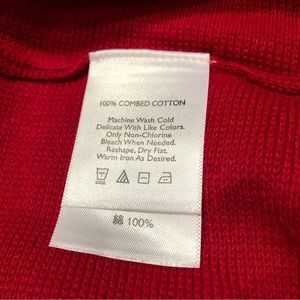 100% COMBED COTTON
Machine Wash Cold
Delicate With Like Colors.
Only Non-Chlorine
Bleach When Needed.
Reshape, Dry Flat.
Warm Iron As Desired.
綿 100%